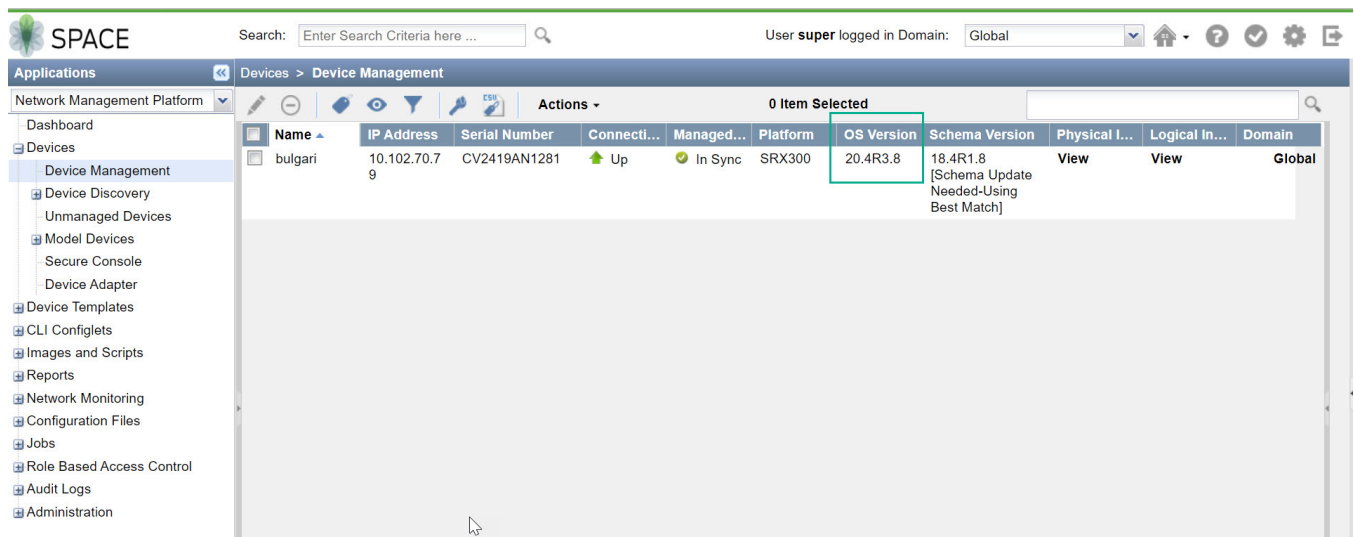 SPACE
Search: Enter Search Criteria here ...
User super logged in Domain: Global
Applications
Devices > Device Management
Network Management Platform
Actions
0 Item Selected
Dashboard
Devices
Device Management
Device Discovery
Unmanaged Devices
Model Devices
Secure Console
Device Adapter
Device Templates
CLI Configlets
Images and Scripts
Reports
Network Monitoring
Configuration Files
Jobs
Role Based Access Control
Audit Logs
Administration
Name IP Address Serial Number Connecti... Managed... Platform OS Version Schema Version Physical I... Logical In... Domain
bulgari 10.102.70.7 CV2419AN1281 Up In Sync SRX300 20.4R3.8 18.4R1.8 View View Global
9 [Schema Update
Needed-Using
Best Match]